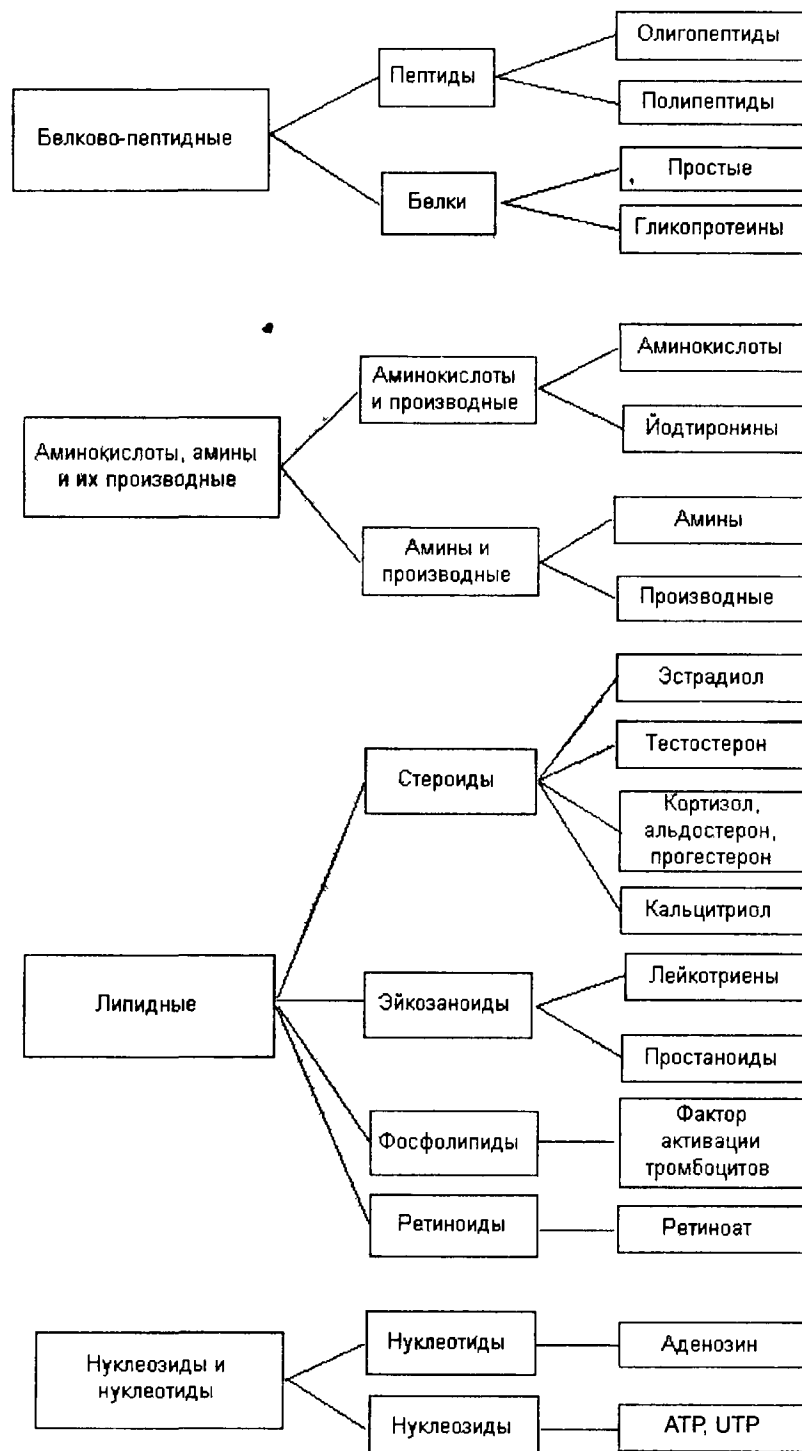 Белково-пептидные
Пептиды
Олигопептиды
Полипептиды
Белки
Простые
Гликопротеины
Аминокислоты, амины
и их производные
Аминокислоты
и производные
Аминокислоты
Йодтиронины
Амины и
производные
Амины
Производные
Липидные
Стероиды
Эстрадиол
Тестостерон
Кортизол,
альдостерон,
прогестерон
Кальцитриол
Эйкозаноиды
Лейкотриены
Простаноиды
Фосфолипиды
Фактор
активации
тромбоцитов
Ретиноиды
Ретиноат
Нуклеозиды и
нуклеотиды
Нуклеотиды
Аденозин
Нуклеозиды
ATP, UTP